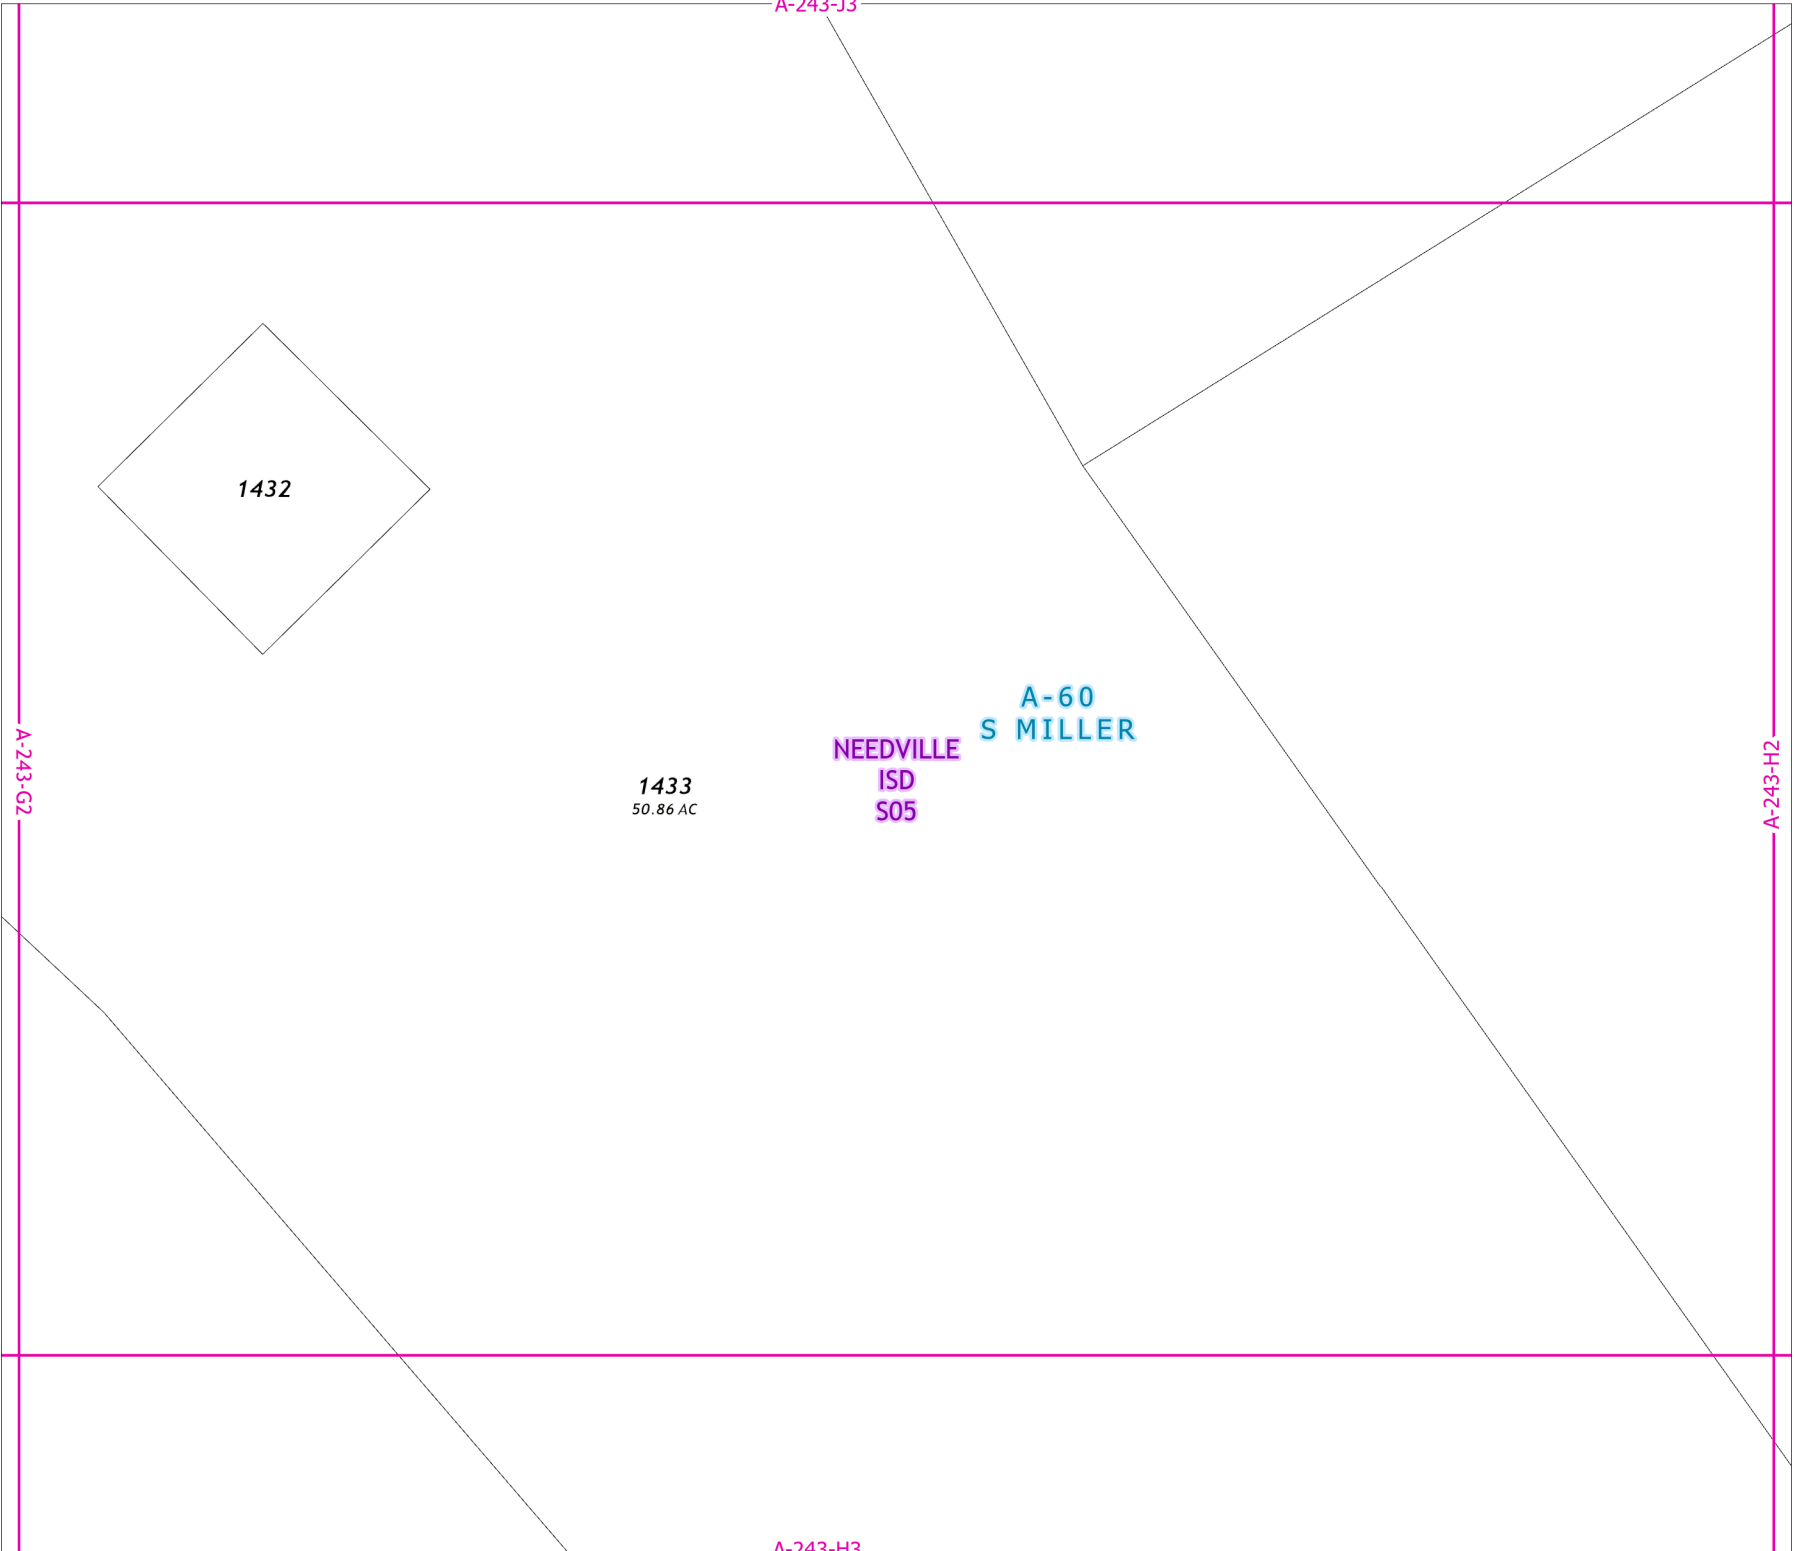 A-243-J3
1432
A-60
S MILLER
NEEDVILLE
ISD
S05
1433
50.86 AC
A-243-G2
A-243-H2
A-243-H3